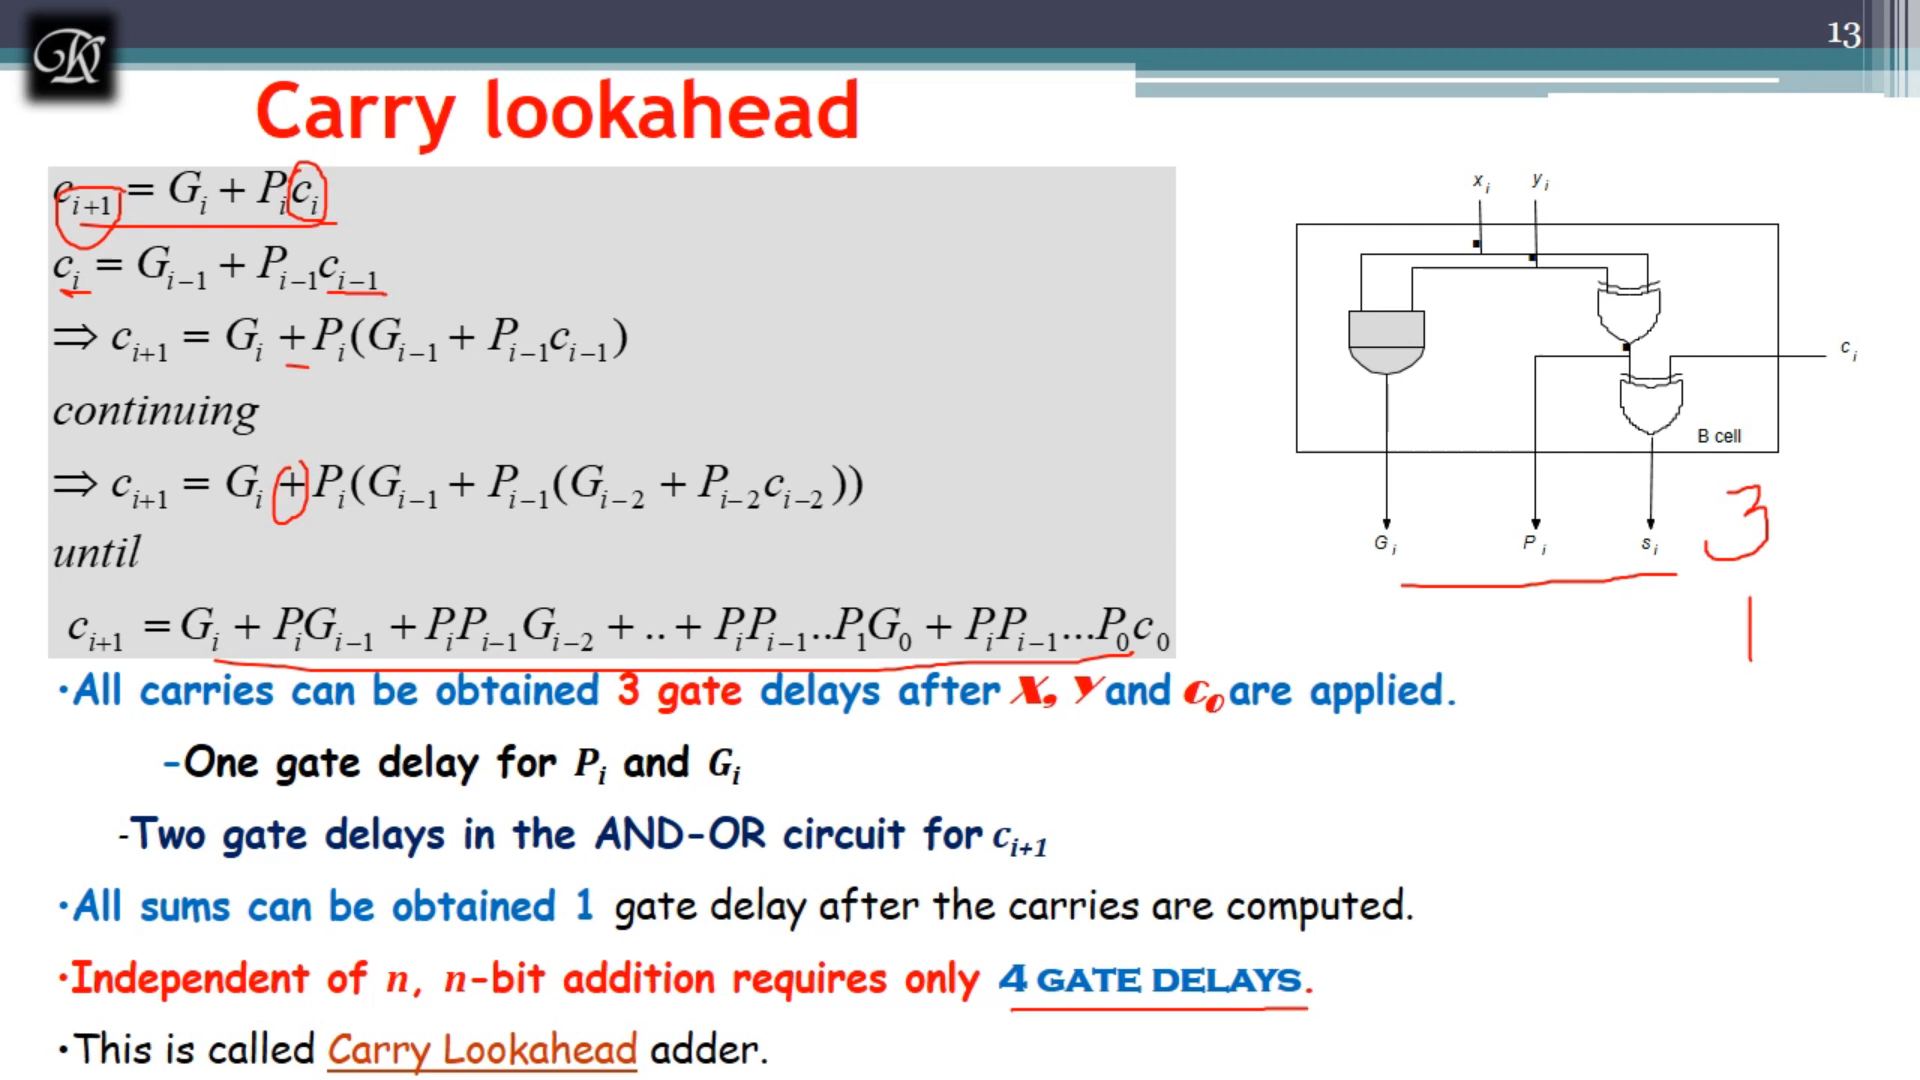 13
Carry lookahead
c_{i+1} = G_i + P_i c_i
c_i = G_{i-1} + P_{i-1} c_{i-1}
⇒ c_{i+1} = G_i + P_i(G_{i-1} + P_{i-1} c_{i-1})
continuing
⇒ c_{i+1} = G_i + P_i(G_{i-1} + P_{i-1}(G_{i-2} + P_{i-2} c_{i-2}))
until
c_{i+1} = G_i + P_i G_{i-1} + P_i P_{i-1} G_{i-2} + .. + P_i P_{i-1}..P_1 G_0 + P_i P_{i-1}...P_0 c_0
x_i y_i
c_i
B cell
G_i P_i s_i
3
1
•All carries can be obtained 3 gate delays after X, Y and c_0 are applied.
-One gate delay for P_i and G_i
-Two gate delays in the AND-OR circuit for c_{i+1}
•All sums can be obtained 1 gate delay after the carries are computed.
•Independent of n, n-bit addition requires only 4 GATE DELAYS.
•This is called Carry Lookahead adder.